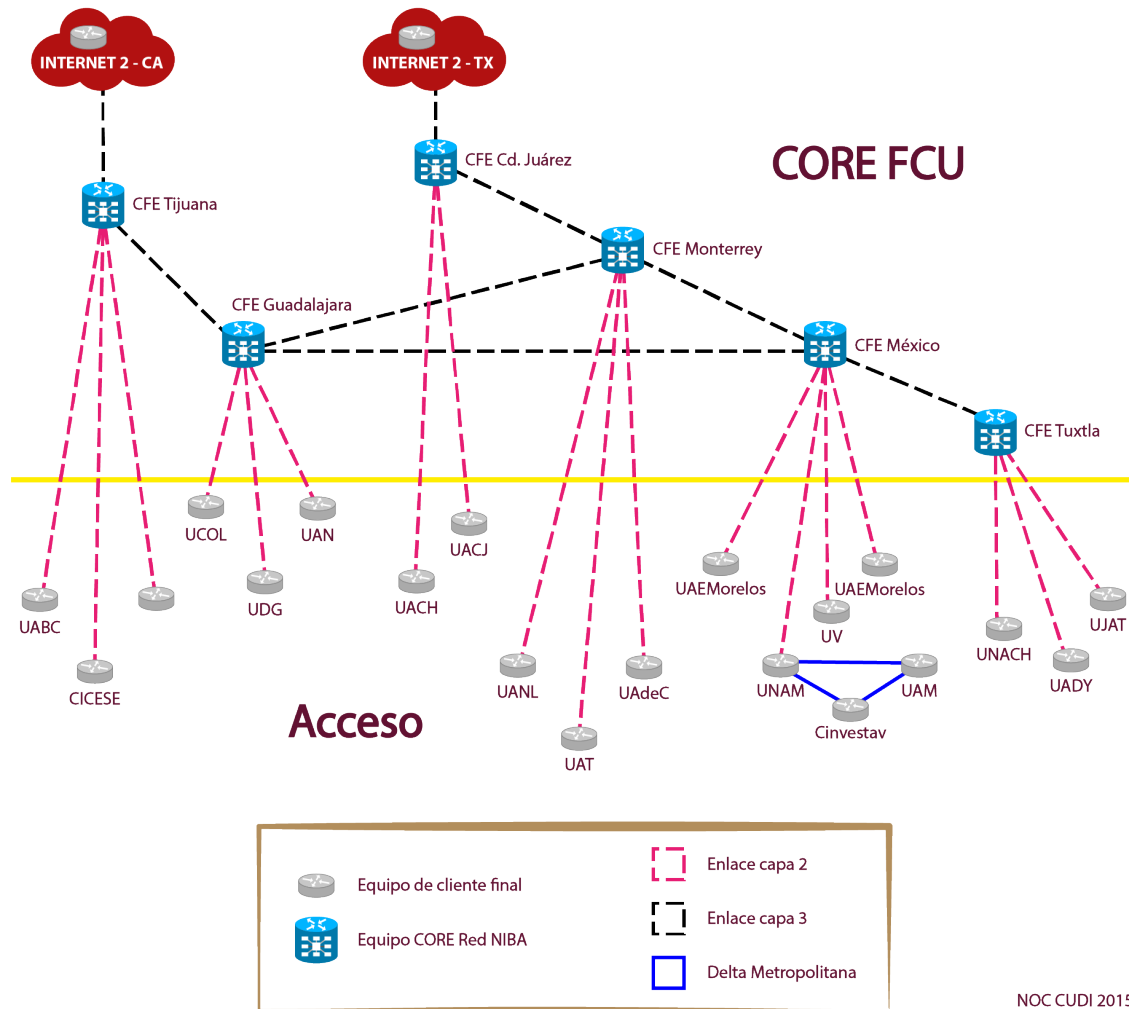 INTERNET 2 - CA
INTERNET 2 - TX
CFE Cd. Juárez
CORE FCU
CFE Tijuana
CFE Monterrey
CFE Guadalajara
CFE México
CFE Tuxtla
UCOL
UAN
UACJ
UACH
UDG
UABC
CICESE
UAEMorelos
UAEMorelos
UV
UJAT
UNACH
UADY
UANL
UAdeC
UNAM
UAM
Cinvestav
UAT
Acceso
Equipo de cliente final
Equipo CORE Red NIBA
Enlace capa 2
Enlace capa 3
Delta Metropolitana
NOC CUDI 2015